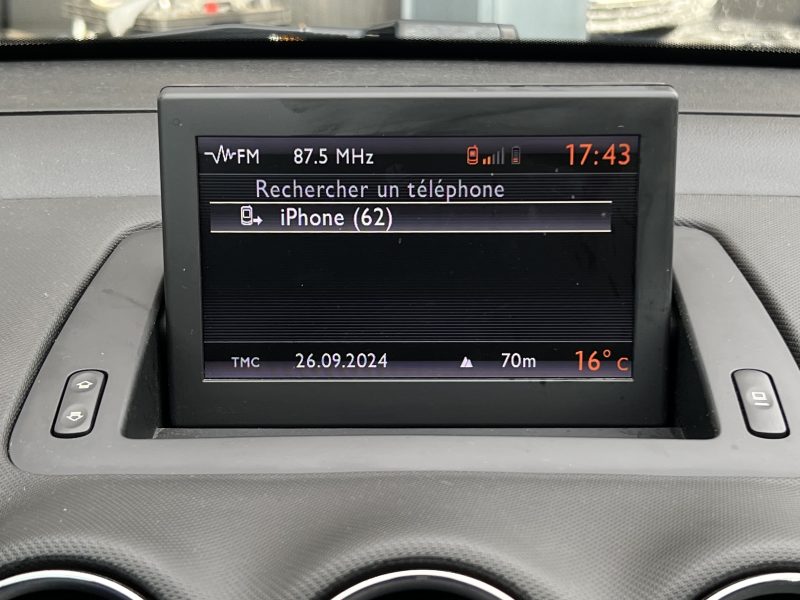 FM 87.5 MHz 17:43
Rechercher un téléphone
iPhone (62)
TMC 26.09.2024 70m 16° C